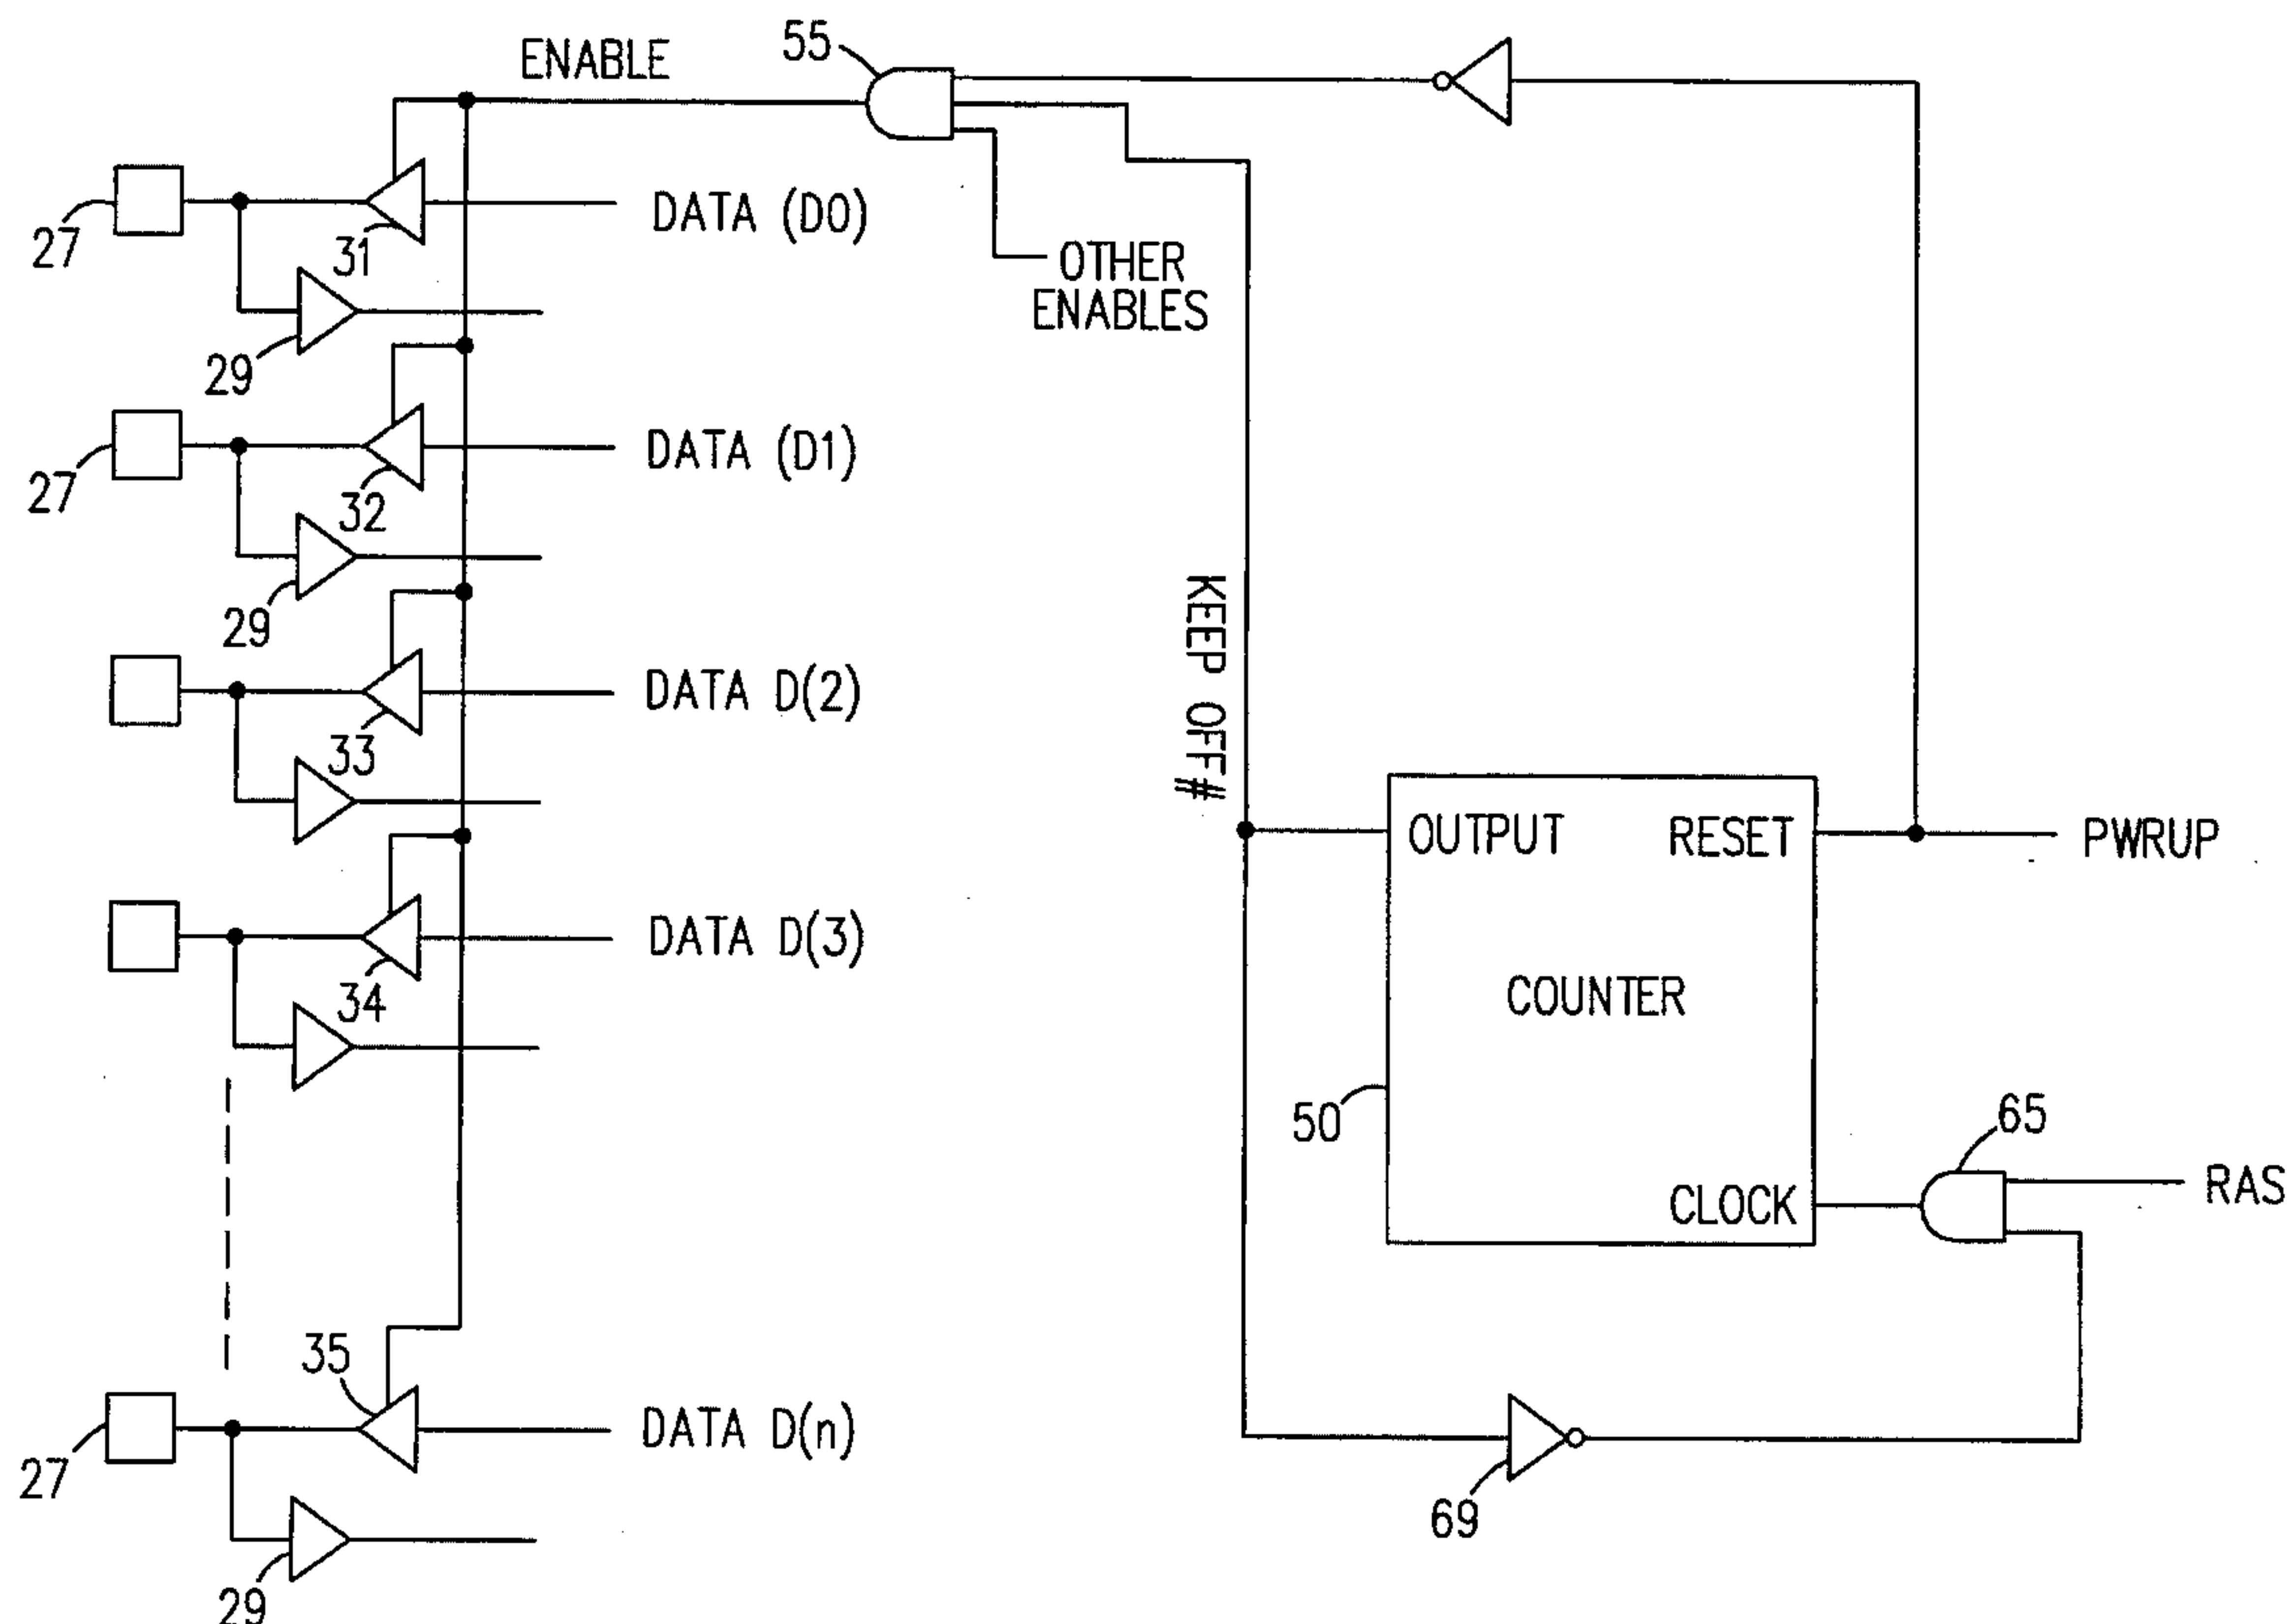 ENABLE
55
27
31
DATA (D0)
OTHER
ENABLES
29
27
32
DATA (D1)
29
KEEP OFF#
33
DATA D(2)
OUTPUT
RESET
PWRUP
34
DATA D(3)
COUNTER
50
65
CLOCK
RAS
35
27
DATA D(n)
69
29